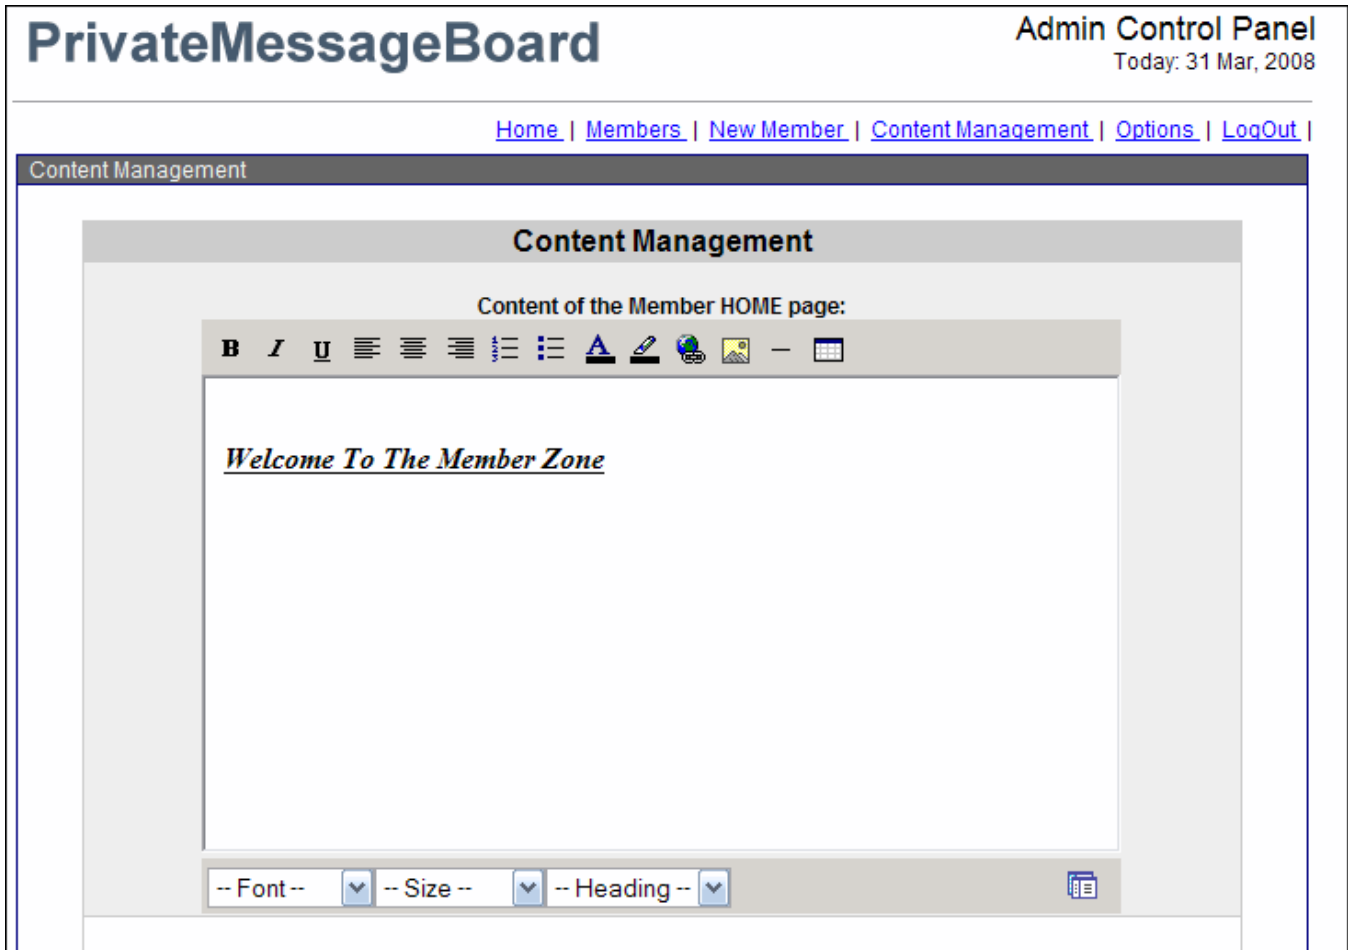 PrivateMessageBoard
Admin Control Panel
Today: 31 Mar, 2008
Home | Members | New Member | Content Management | Options | LogOut |
Content Management
Content Management
Content of the Member HOME page:
B I U A
Welcome To The Member Zone
-- Font -- -- Size -- -- Heading --